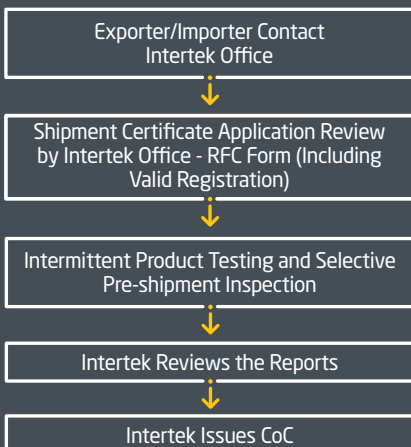 Exporter/Importer Contact
Intertek Office
Shipment Certificate Application Review
by Intertek Office - RFC Form (Including
Valid Registration)
Intermittent Product Testing and Selective
Pre-shipment Inspection
Intertek Reviews the Reports
Intertek Issues CoC